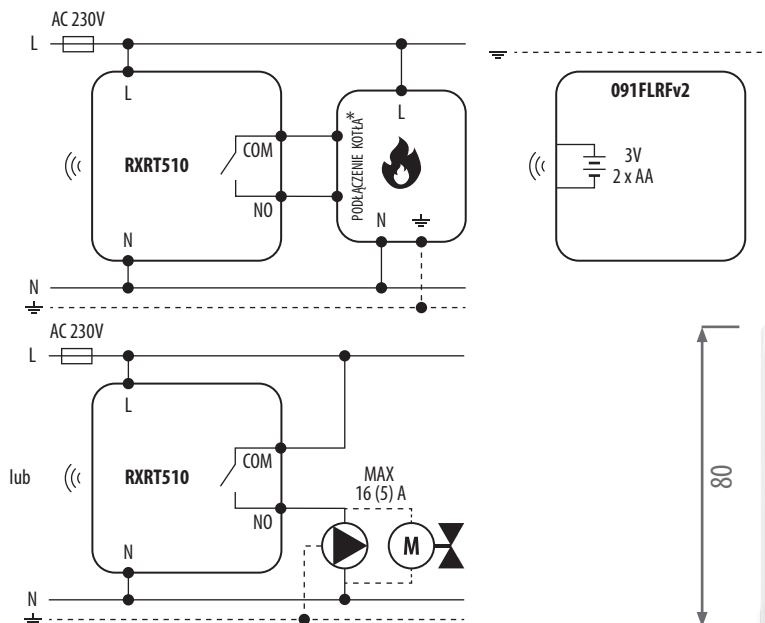 AC 230V
L
L
RXRT510
COM
NO
N
PODŁĄCZENIE KOTŁA*
L
N
N
091FLRFv2
3V
2 x AA
AC 230V
L
L
lub
RXRT510
COM
NO
N
MAX
16 (5) A
M
N
80